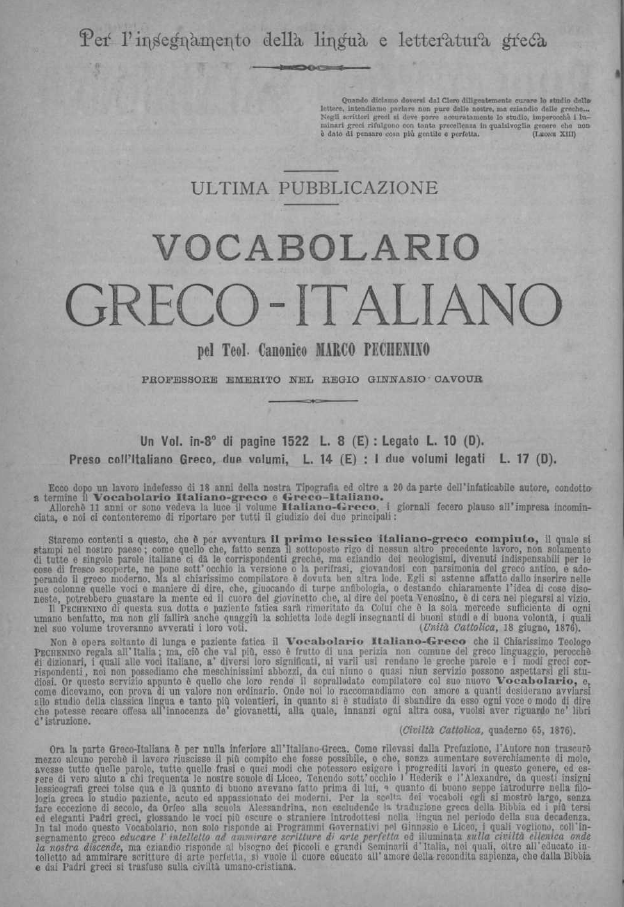 Per l'insegnamento della lingua e letteratura greca
Quando diciamo doversi dal Clero diligentemente curare lo studio delle
lettere, intendiamo parlare non pure delle nostre, ma eziandio delle greche...
Negli scrittori greci si deve porre accuratamente lo studio, imperocchè i lu-
minari greci rifulgono con tanta precellenza in qualsivoglia genere che non
è dato di pensare cosa più gentile e perfetta. (LEONE XIII)
ULTIMA PUBBLICAZIONE
VOCABOLARIO
GRECO-ITALIANO
pel Teol. Canonico MARCO PECHENINO
PROFESSORE EMERITO NEL REGIO GINNASIO CAVOUR
Un Vol. in-8° di pagine 1522 L. 8 (E) : Legato L. 10 (D).
Preso coll'Italiano Greco, due volumi, L. 14 (E) : I due volumi legati L. 17 (D).
Ecco dopo un lavoro indefesso di 18 anni della nostra Tipografia ed oltre a 20 da parte dell'infaticabile autore, condotto
a termine il Vocabolario Italiano-greco e Greco-Italiano.
Allorchè 11 anni or sono vedeva la luce il volume Italiano-Greco, i giornali fecero plauso all'impresa incomin-
ciata, e noi ci contenteremo di riportare per tutti il giudizio dei due principali :
Staremo contenti a questo, che è per avventura il primo lessico italiano-greco compiuto, il quale si
stampi nel nostro paese ; come quello che, fatto senza il sottoposto rigo di nessun altro precedente lavoro, non solamente
di tutte e singole parole italiane ci dà le corrispondenti greche, ma eziandio dei neologismi, divenuti indispensabili per le
cose di fresco scoperte, ne pone sott'occhio la versione o la perifrasi, giovandosi con parsimonia del greco antico, e ado-
perando il greco moderno. Ma al chiarissimo compilatore è dovuta ben altra lode. Egli si astenne affatto dallo inserire nelle
sue colonne quelle voci e maniere di dire, che, giuocando di turpe anfibologia, o destando chiaramente l'idea di cose diso-
neste, potrebbero guastare la mente ed il cuore del giovinetto che, al dire del poeta Venosino, è di cera nel piegarsi al vizio.
Il PECHENINO di questa sua dotta e paziente fatica sarà rimeritato da Colui che è la sola mercede sufficiente di ogni
umano benfatto, ma non gli fallirà anche quaggiù la schietta lode degli insegnanti di buoni studi e di buona volontà, i quali
nel suo volume troveranno avverati i loro voti. (Unità Cattolica, 18 giugno, 1876).
Non è opera soltanto di lunga e paziente fatica il Vocabolario Italiano-Greco che il Chiarissimo Teologo
PECHENINO regala all'Italia ; ma, ciò che val più, esso è frutto di una perizia non comune del greco linguaggio, perocchè
di dizionari, i quali alle voci italiane, a' diversi loro significati, ai varii usi rendano le greche parole e i modi greci cor-
rispondenti, noi non possediamo che meschinissimi abbozzi, da cui niuno o quasi niun servizio possono aspettarsi gli stu-
diosi. Or questo servizio appunto è quello che loro rende il soprallodato compilatore col suo nuovo Vocabolario, e,
come dicevamo, con prova di un valore non ordinario. Onde noi lo raccomandiamo con amore a quanti desiderano avviarsi
allo studio della classica lingua e tanto più volentieri, in quanto si è studiato di sbandire da esso ogni voce o modo di dire
che potesse recare offesa all'innocenza de' giovanetti, alla quale, innanzi ogni altra cosa, vuolsi aver riguardo ne' libri
d'istruzione.
(Civiltà Cattolica, quaderno 65, 1876).
Ora la parte Greco-Italiana è per nulla inferiore all'Italiano-Greca. Come rilevasi dalla Prefazione, l'Autore non trascurò
mezzo alcuno perchè il lavoro riuscisse il più compito che fosse possibile, e che, senza aumentare soverchiamente di mole,
avesse tutte quelle parole, tutte quelle frasi e quei modi che potessero esigere i progrediti lavori in questo genere, ed es-
sere di vero aiuto a chi frequenta le nostre scuole di Liceo. Tenendo sott'occhio l'Hederik e l'Alexandre, da questi insigni
lessicografi greci tolse qua e là quanto di buono avevano fatto prima di lui, e quanto di buono seppe introdurre nella filo-
logia greca lo studio paziente, acuto ed appassionato dei moderni. Per la scelta dei vocaboli egli si mostrò largo, senza
fare eccezione di secolo, da Orfeo alla scuola Alessandrina, non escludendo la traduzione greca della Bibbia ed i più tersi
ed eleganti Padri greci, glossando le voci più oscure e straniere introdottesi nella lingua nel periodo della sua decadenza.
In tal modo questo Vocabolario, non solo risponde ai Programmi Governativi pei Ginnasio e Liceo, i quali vogliono, coll'in-
segnamento greco educare l'intelletto ad ammirare scritture di arte perfetta ed illuminata sulla civiltà ellenica onde
la nostra discende, ma eziandio risponde al bisogno dei piccoli e grandi Seminarii d'Italia, nei quali, oltre all'educato in-
telletto ad ammirare scritture di arte perfetta, si vuole il cuore educato all'amore della recondita sapienza, che dalla Bibbia
e dai Padri greci si trasfuse sulla civiltà umano-cristiana.